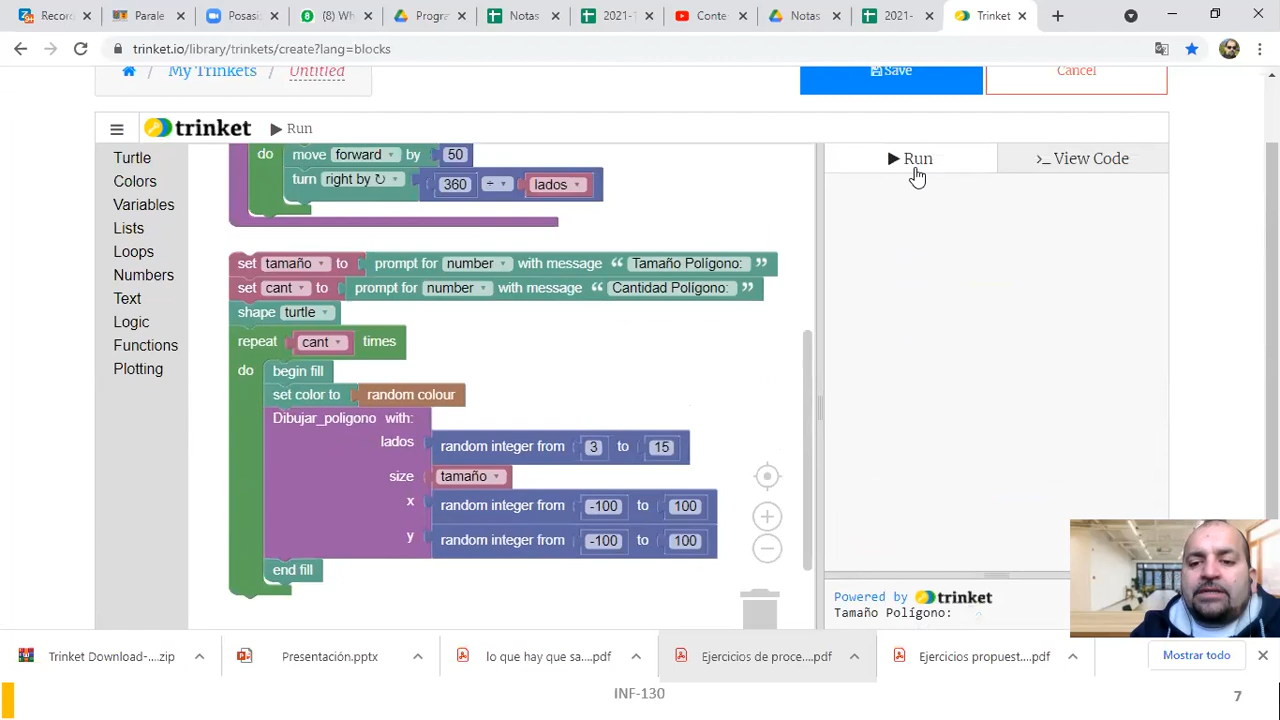 Recor
Parale
Posas
(8) Wh
Progra
Notas
2021-1
Conte
Notas
2021-
Trinket
trinket.io/library/trinkets/create?lang=blocks
/ My Trinkets / Untitled
Save
Cancel
trinket
Run
Turtle
Colors
Variables
Lists
Loops
Numbers
Text
Logic
Functions
Plotting
do move forward by 50
turn right by ↻ 360 ÷ lados
set tamaño to prompt for number with message “ Tamaño Polígono: ”
set cant to prompt for number with message “ Cantidad Polígono: ”
shape turtle
repeat cant times
do begin fill
set color to random colour
Dibujar_poligono with:
lados random integer from 3 to 15
size tamaño
x random integer from -100 to 100
y random integer from -100 to 100
end fill
Run
>_ View Code
Powered by trinket
Tamaño Polígono:
Trinket Download-....zip
Presentación.pptx
lo que hay que sa....pdf
Ejercicios de proce....pdf
Ejercicios propuest....pdf
Mostrar todo
INF-130
7